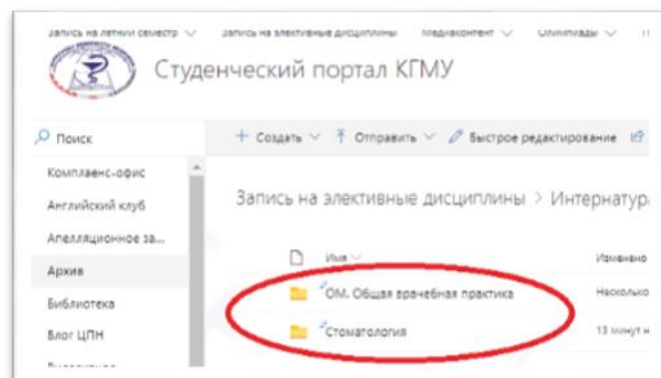 Запись на летний семестр
Запись на элективные дисциплины
Медиаконтент
Олимпиады
Студенческий портал КГМУ
Поиск
+ Создать
Отправить
Быстрое редактирование
Комплаенс-офис
Английский клуб
Апелляционное за...
Архив
Библиотека
Блог ЦПН
Запись на элективные дисциплины > Интернатур
Имя
Изменено
ОМ. Общая врачебная практика
Несколько
Стоматология
13 минут н